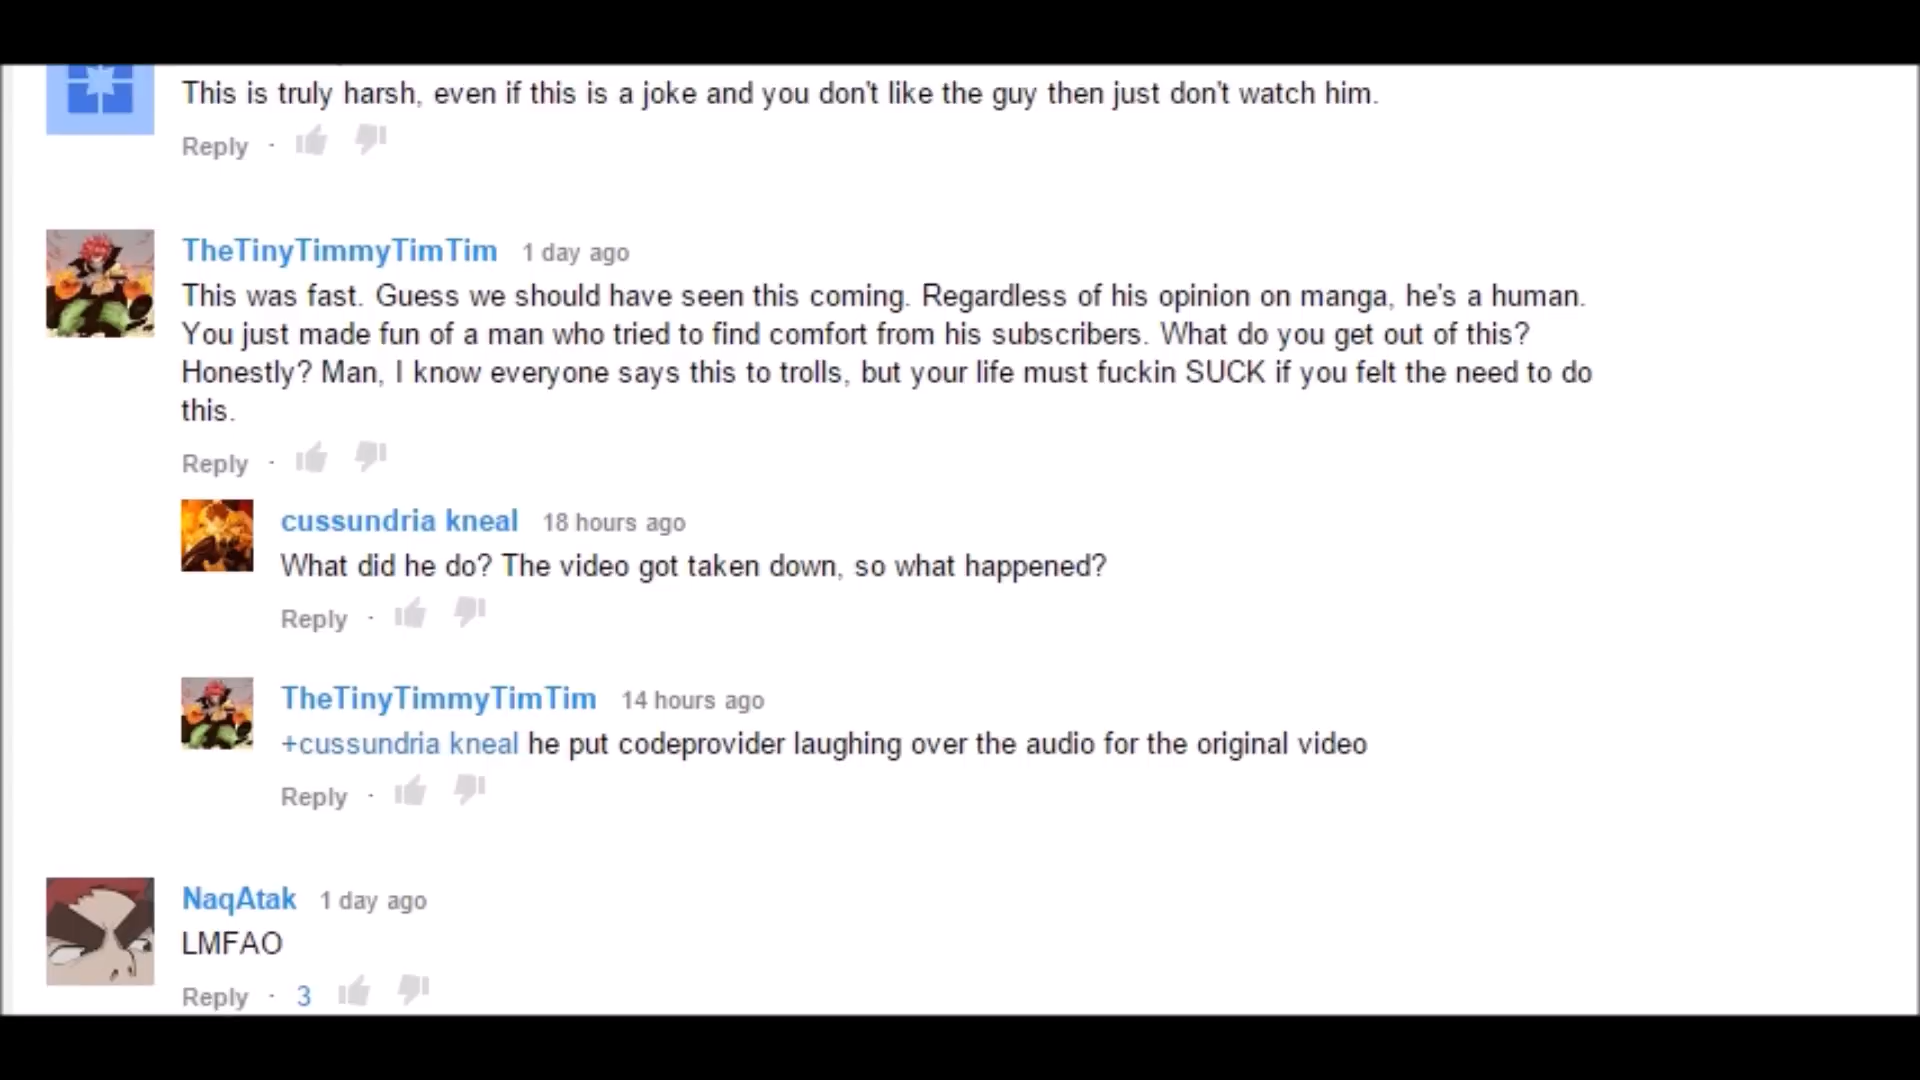 This is truly harsh, even if this is a joke and you don't like the guy then just don't watch him.
Reply ·
TheTinyTimmyTimTim 1 day ago
This was fast. Guess we should have seen this coming. Regardless of his opinion on manga, he's a human.
You just made fun of a man who tried to find comfort from his subscribers. What do you get out of this?
Honestly? Man, I know everyone says this to trolls, but your life must fuckin SUCK if you felt the need to do
this.
Reply ·
cussundria kneal 18 hours ago
What did he do? The video got taken down, so what happened?
Reply ·
TheTinyTimmyTimTim 14 hours ago
+cussundria kneal he put codeprovider laughing over the audio for the original video
Reply ·
NaqAtak 1 day ago
LMFAO
Reply · 3